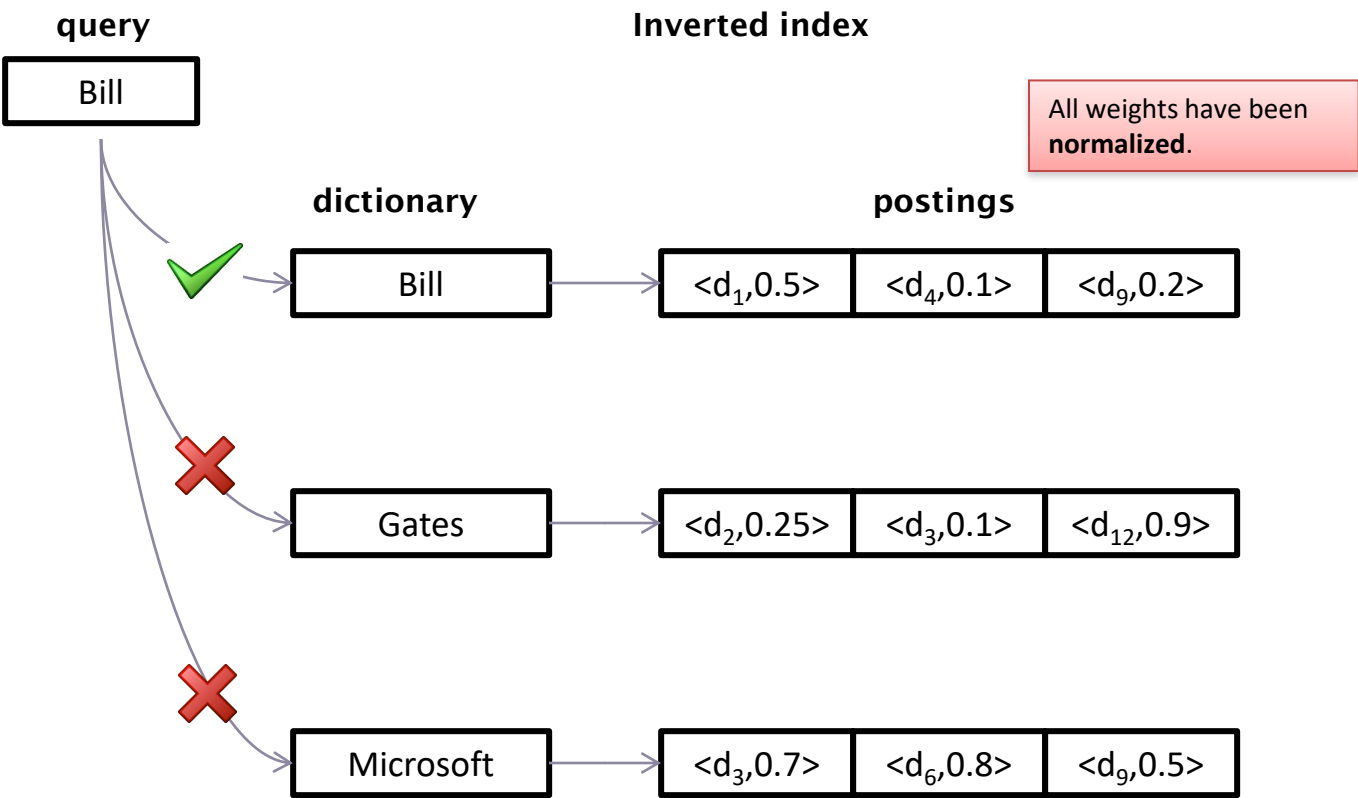 query
Inverted index
Bill
All weights have been
normalized.
dictionary
postings
Bill
<d₁,0.5>
<d₄,0.1>
<d₉,0.2>
Gates
<d₂,0.25>
<d₃,0.1>
<d₁₂,0.9>
Microsoft
<d₃,0.7>
<d₆,0.8>
<d₉,0.5>